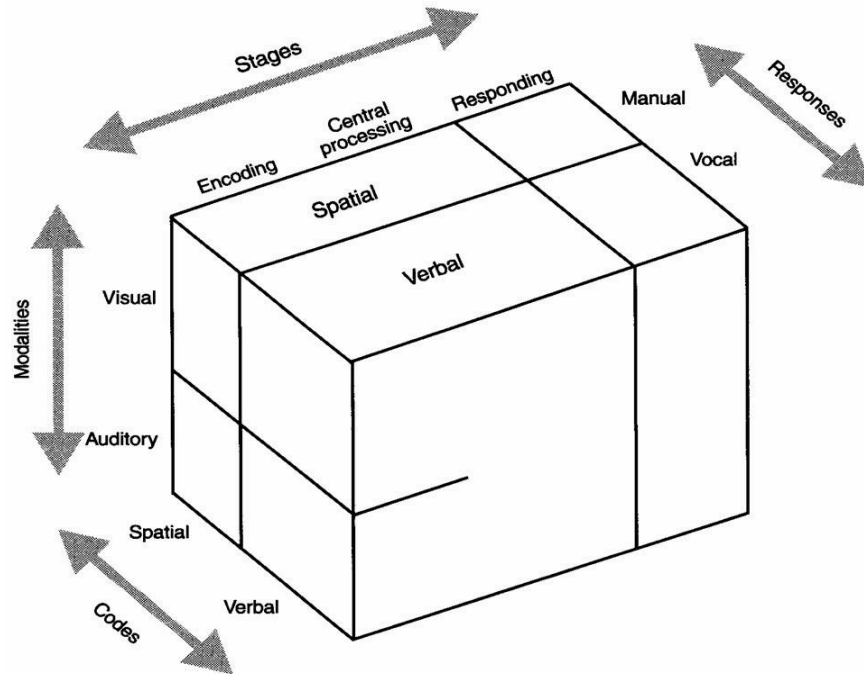 Stages
Responses
Encoding
Central
processing
Responding
Manual
Vocal
Spatial
Verbal
Modalities
Visual
Auditory
Spatial
Verbal
Codes